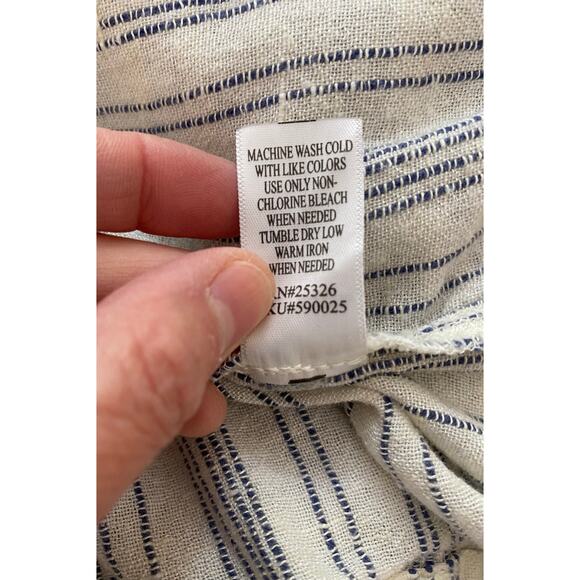 MACHINE WASH COLD
WITH LIKE COLORS
USE ONLY NON-
CHLORINE BLEACH
WHEN NEEDED
TUMBLE DRY LOW
WARM IRON
WHEN NEEDED
RN#25326
KU#590025